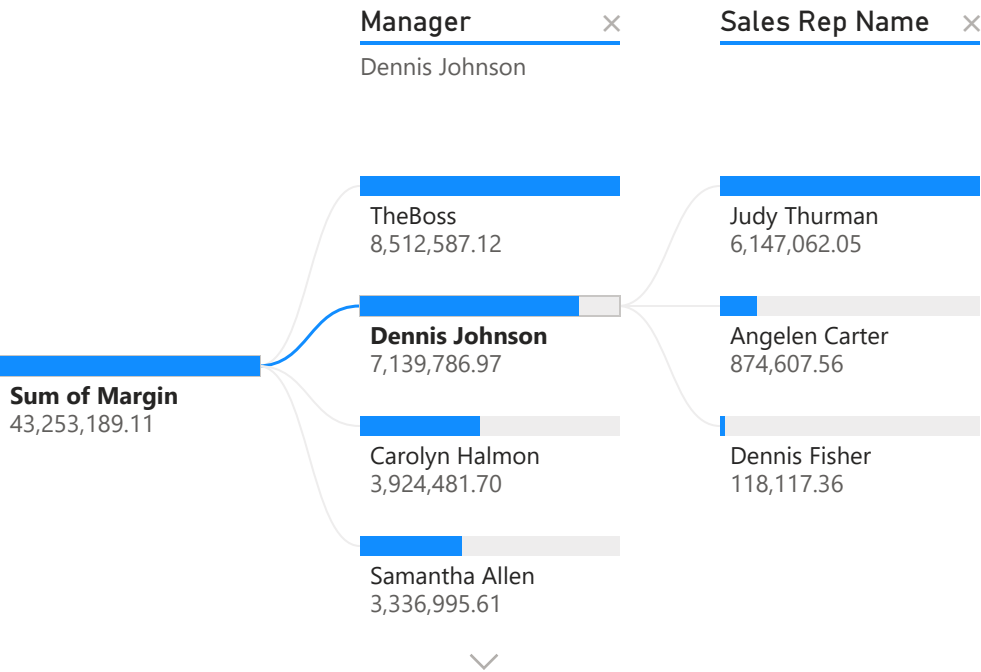 Manager
Sales Rep Name
Dennis Johnson
Sum of Margin
43,253,189.11
TheBoss
8,512,587.12
Dennis Johnson
7,139,786.97
Carolyn Halmon
3,924,481.70
Samantha Allen
3,336,995.61
Judy Thurman
6,147,062.05
Angelen Carter
874,607.56
Dennis Fisher
118,117.36